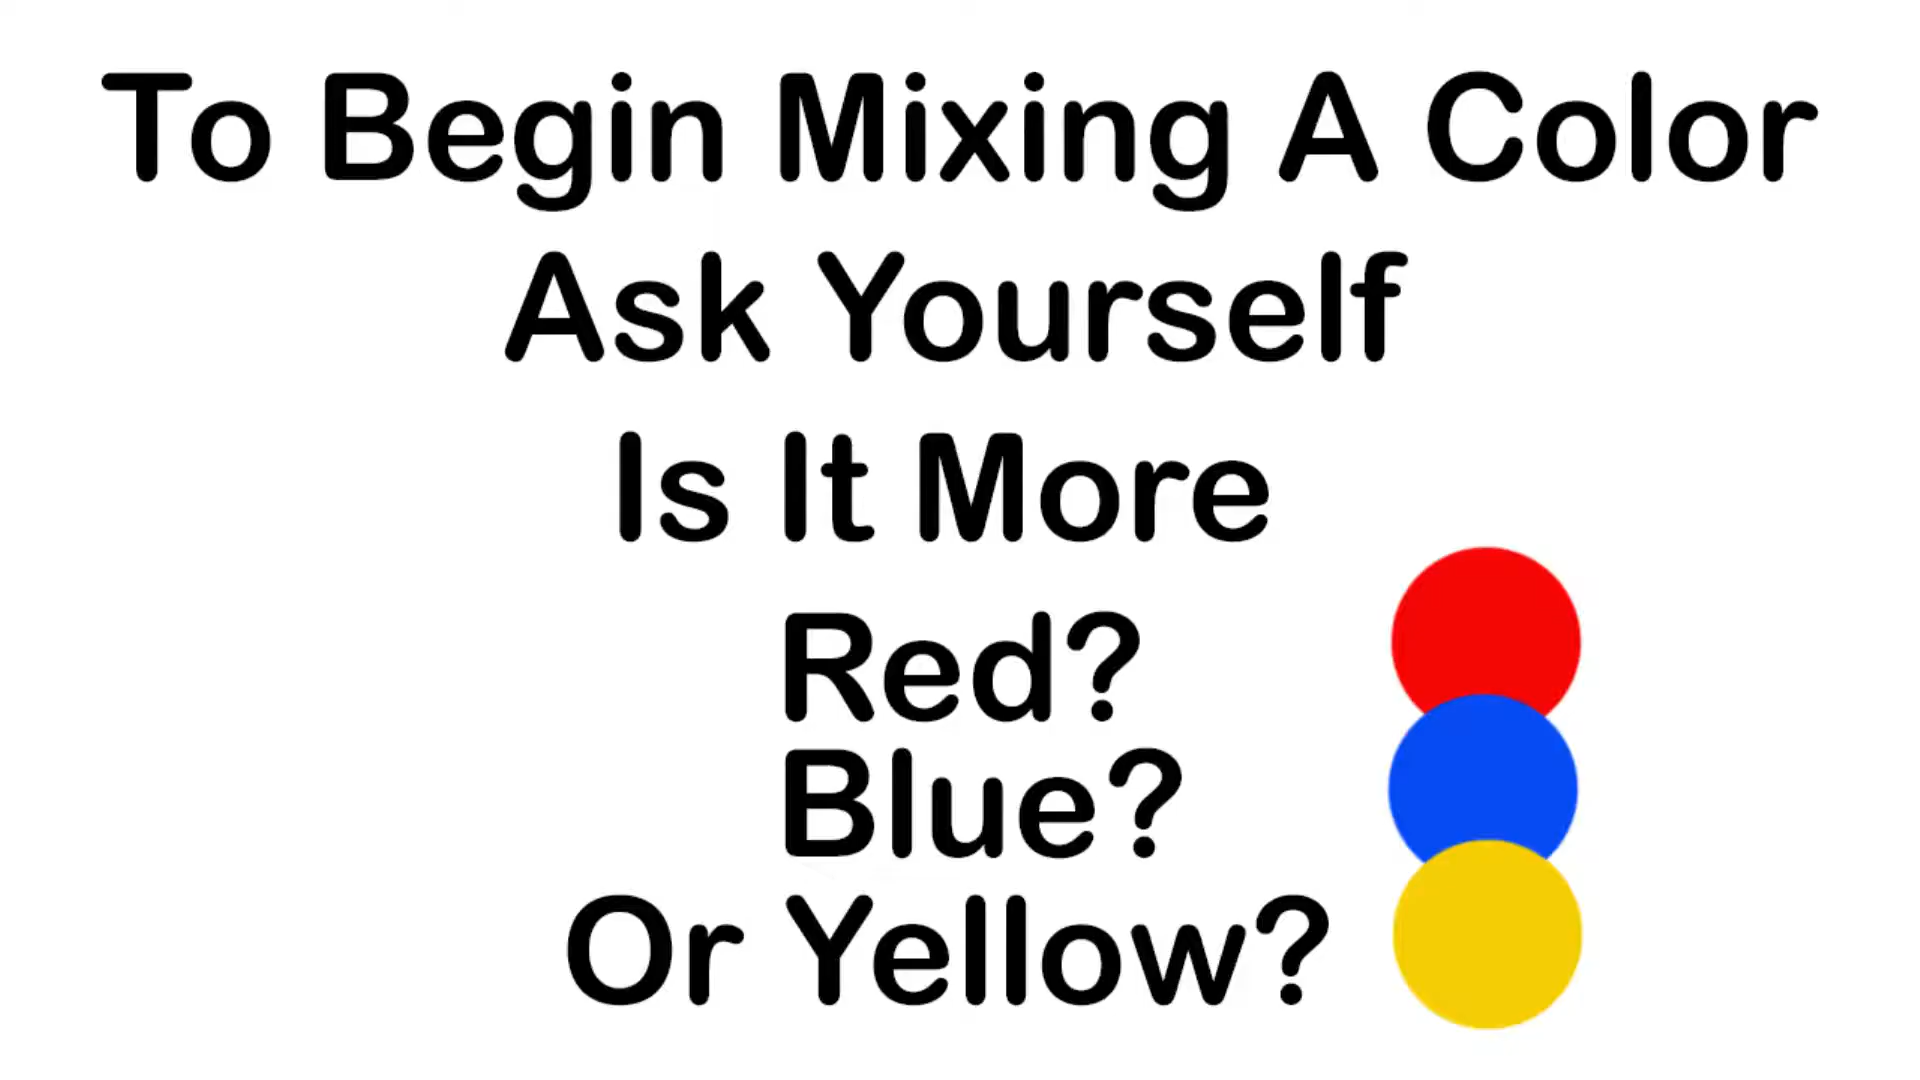 To Begin Mixing A Color
Ask Yourself
Is It More
Red?
Blue?
Or Yellow?